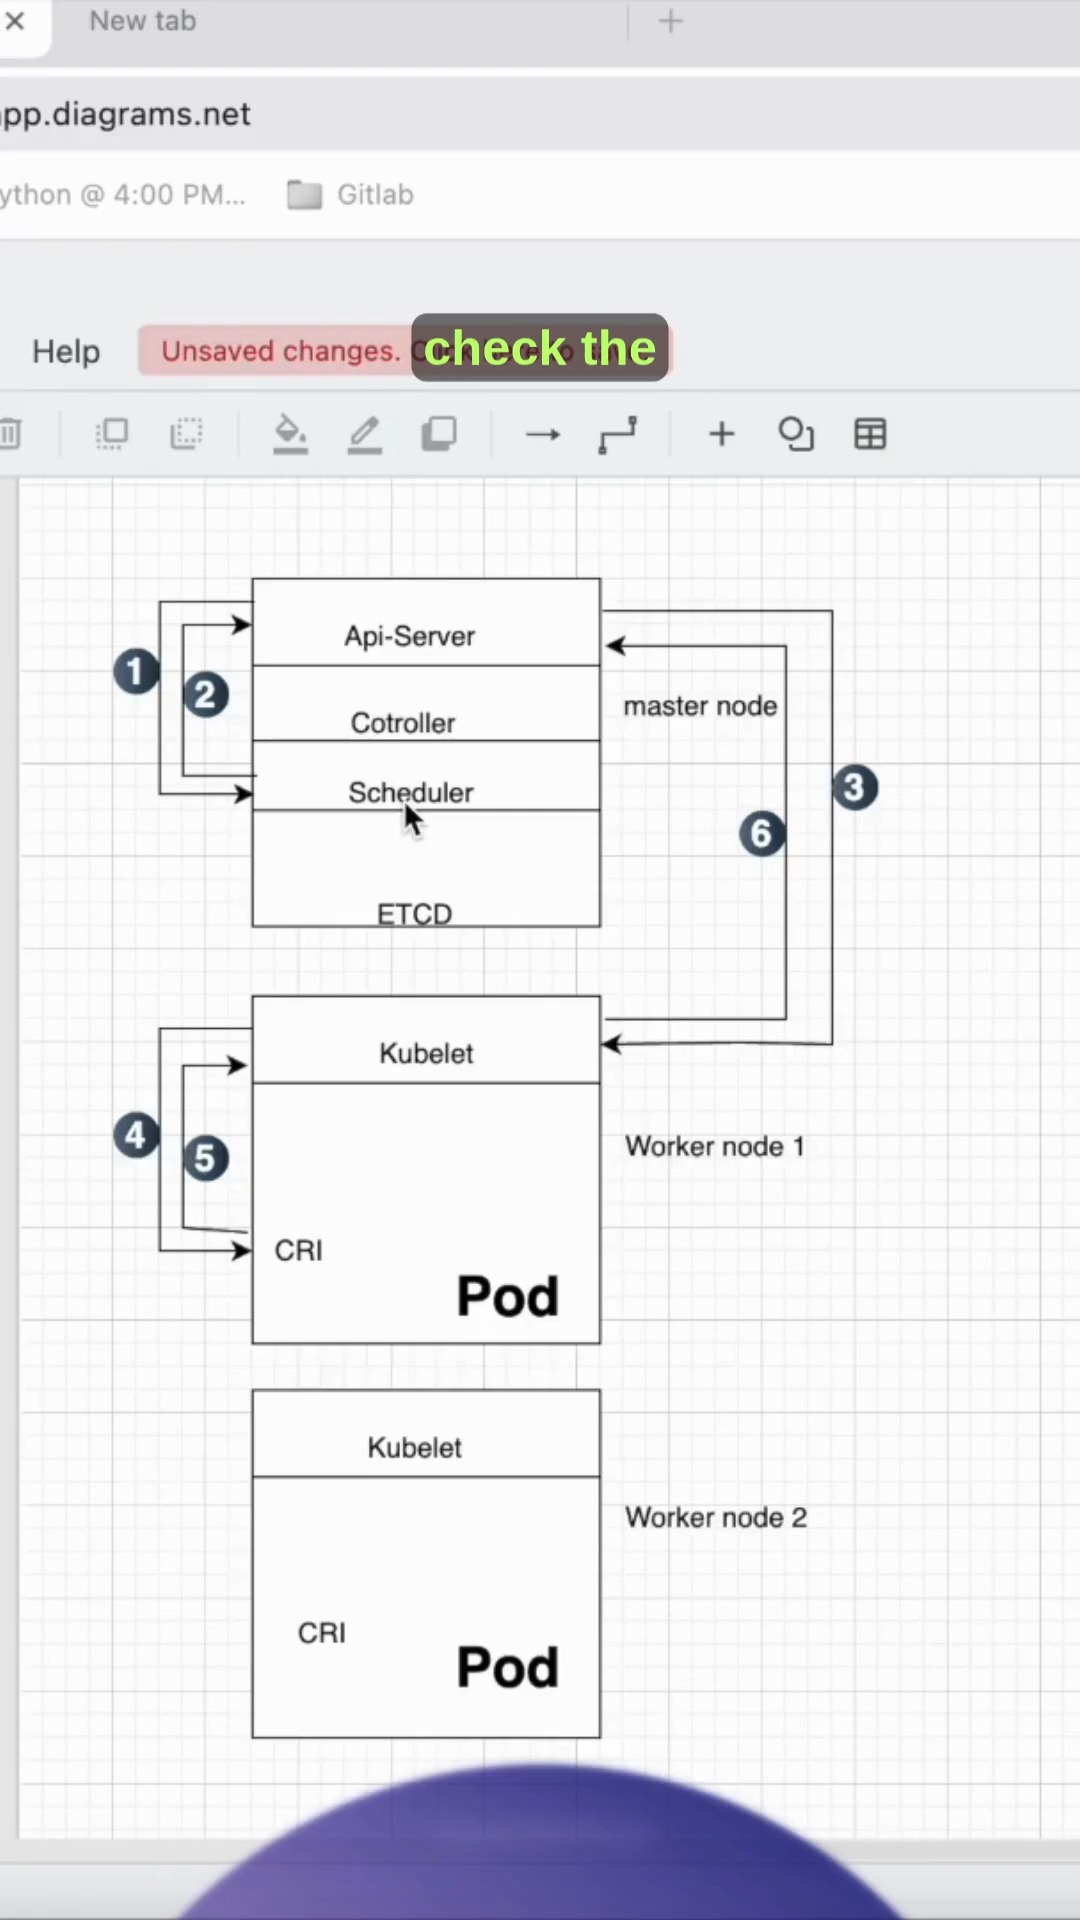 New tab
app.diagrams.net
ython @ 4:00 PM...
Gitlab
Help
Unsaved changes.
check the
Api-Server
1
2
master node
Cotroller
3
Scheduler
6
ETCD
Kubelet
4
5
Worker node 1
CRI
Pod
Kubelet
Worker node 2
CRI
Pod